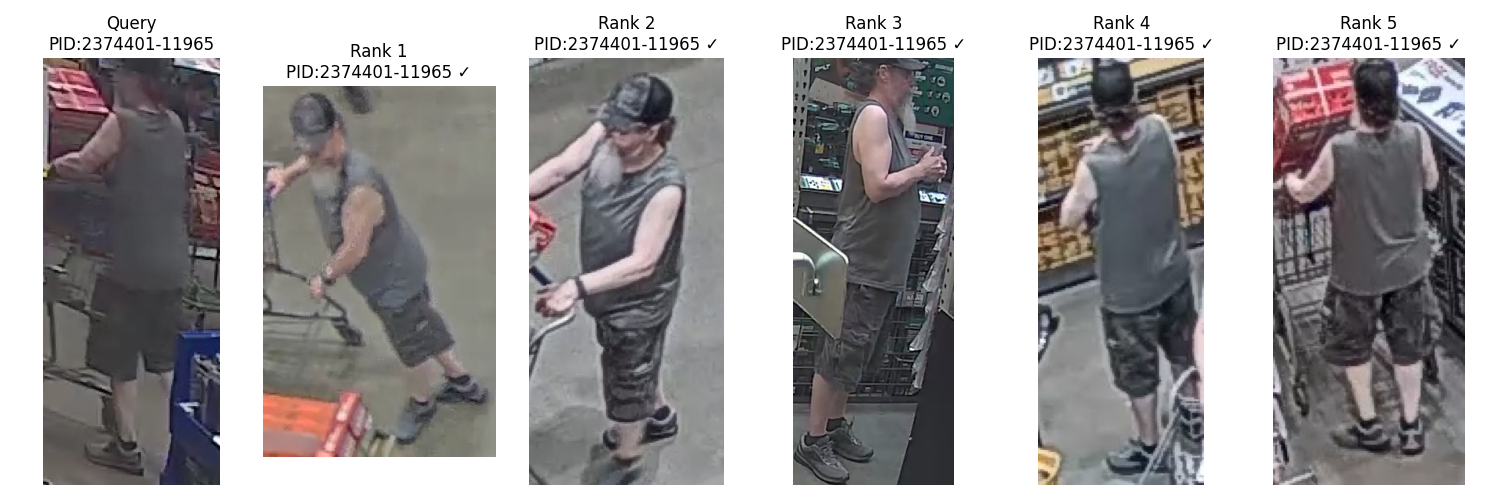 Query
PID:2374401-11965
Rank 1
PID:2374401-11965 ✓
Rank 2
PID:2374401-11965 ✓
Rank 3
PID:2374401-11965 ✓
Rank 4
PID:2374401-11965 ✓
Rank 5
PID:2374401-11965 ✓